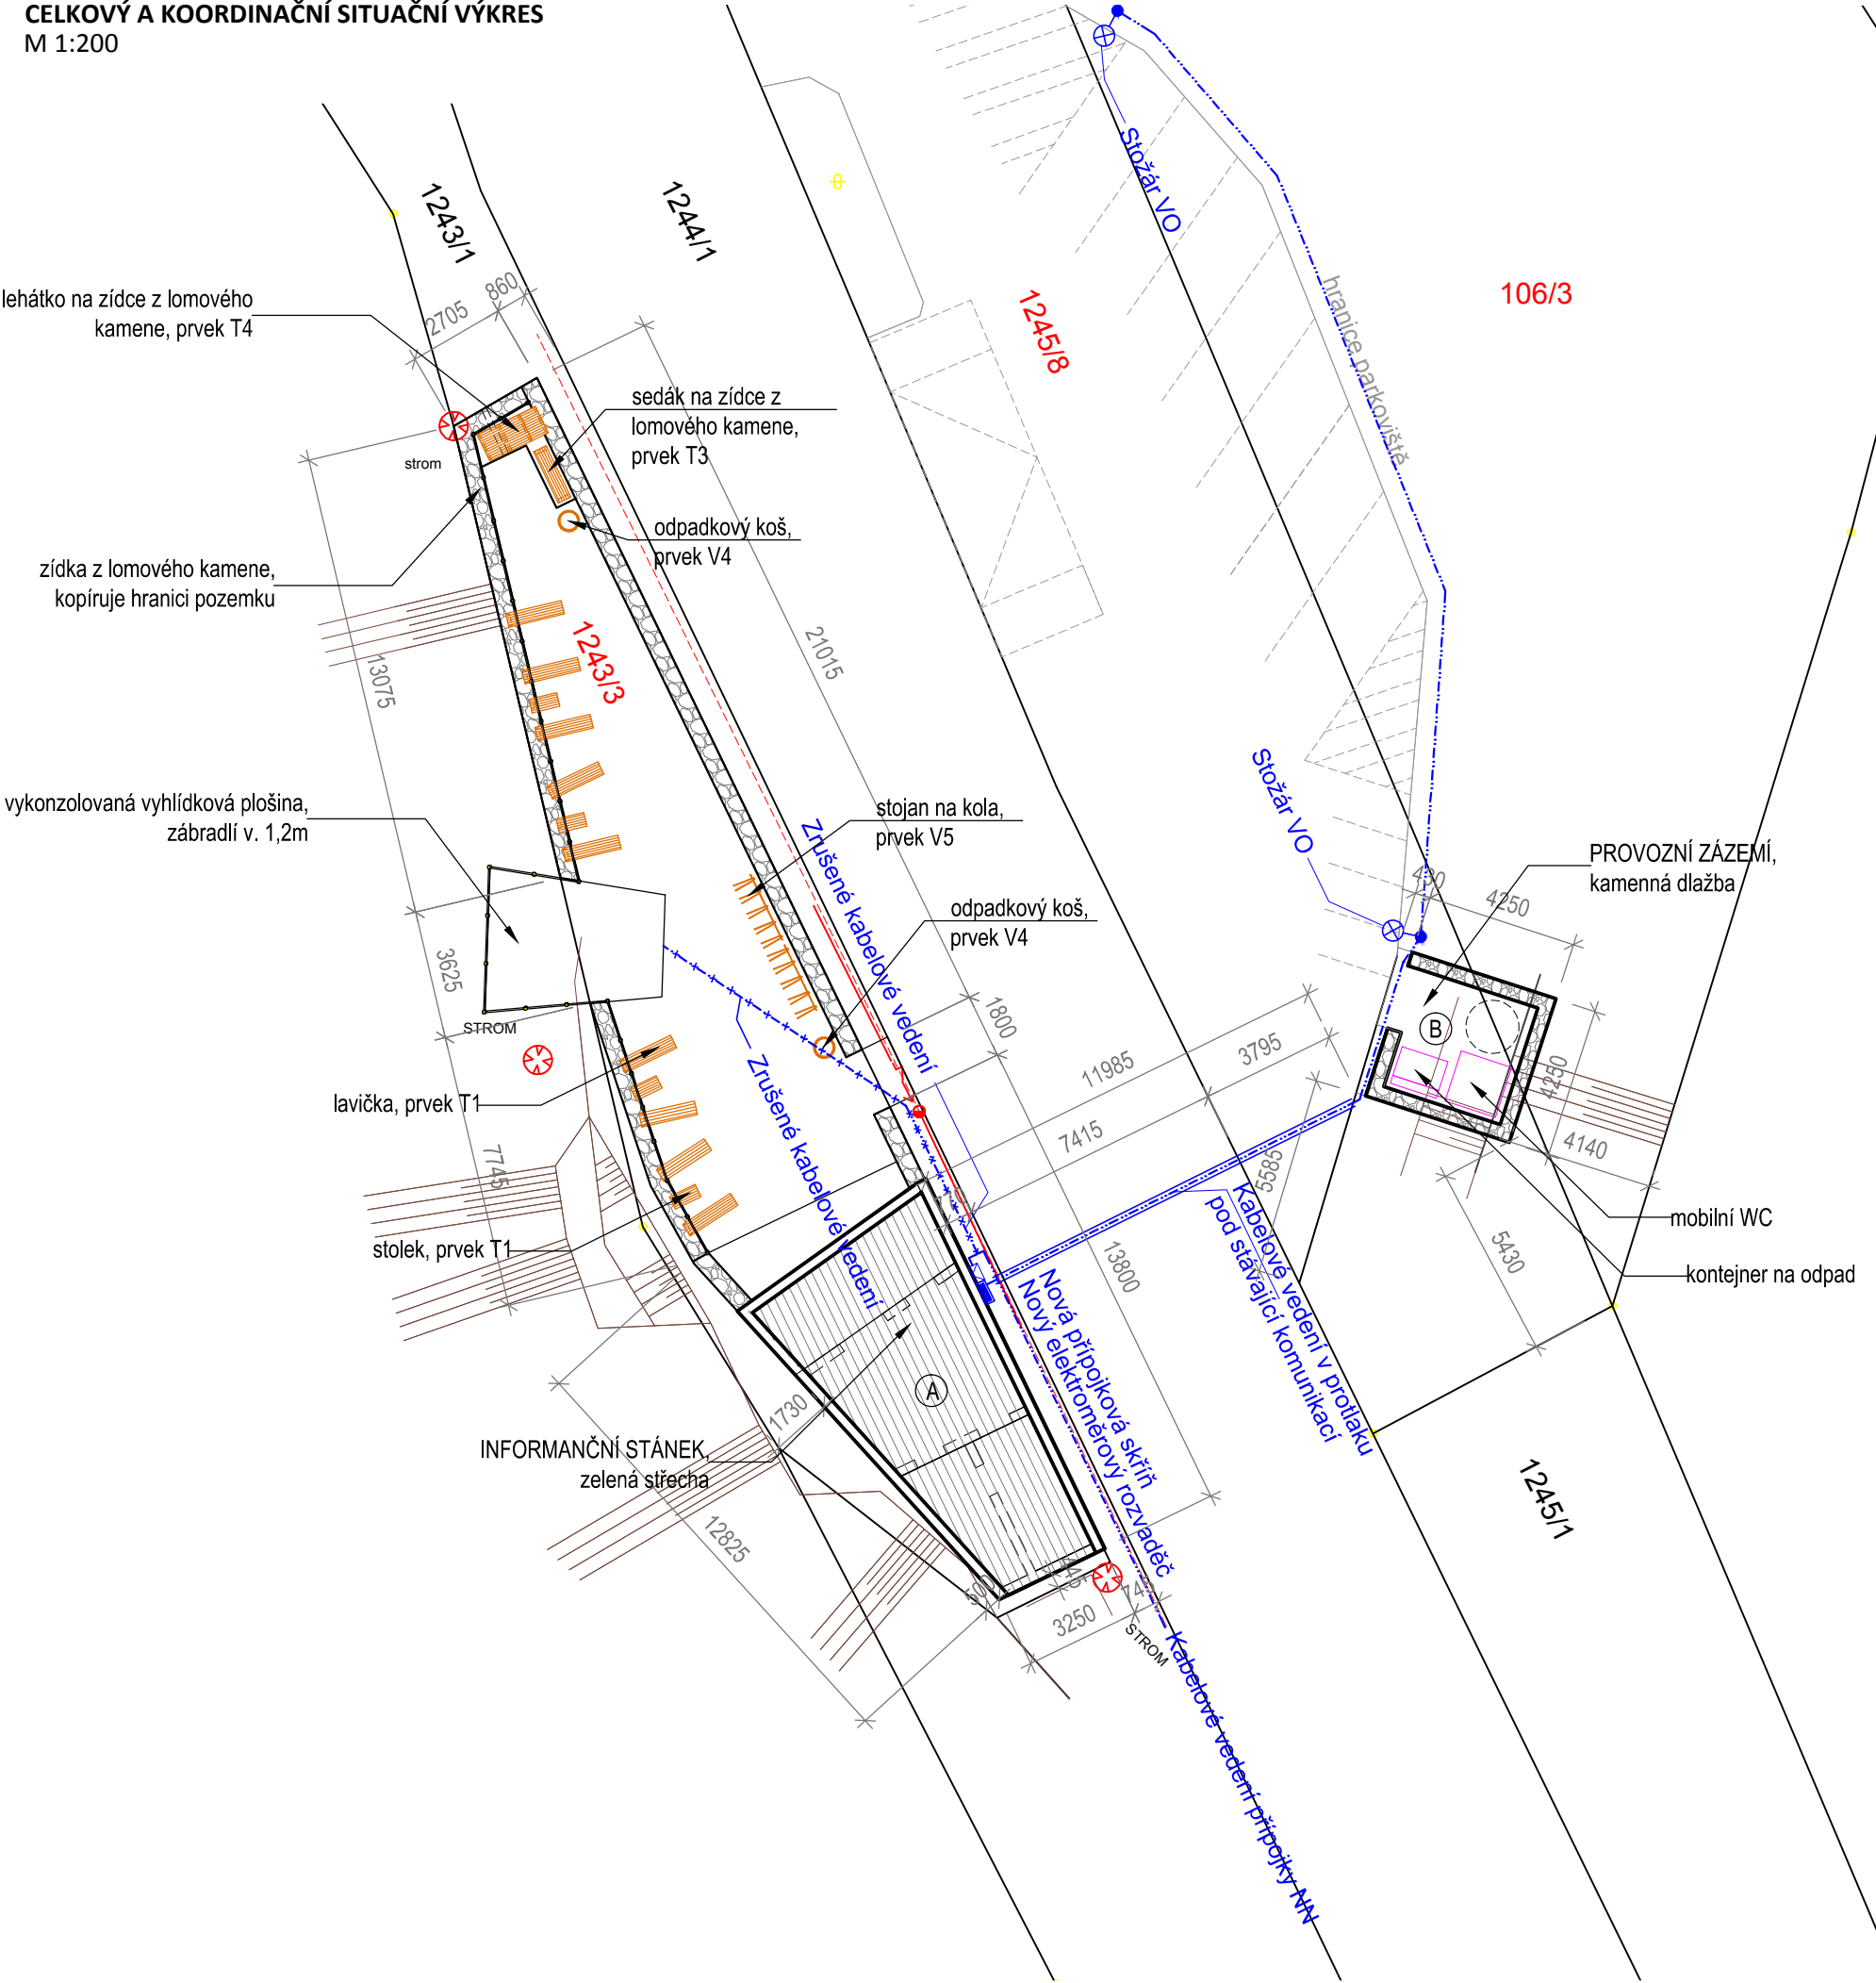 CELKOVÝ A KOORDINAČNÍ SITUAČNÍ VÝKRES
M 1:200
1243/1
1244/1
1245/8
106/3
Stožár VO
hranice parkoviště
lehátko na zídce z lomového
kamene, prvek T4
2705
860
sedák na zídce z
lomového kamene,
prvek T3
strom
odpadkový koš,
prvek V4
zídka z lomového kamene,
kopíruje hranici pozemku
1243/3
21015
13075
vykonzolovaná vyhlídková plošina,
zábradlí v. 1,2m
stojan na kola,
prvek V5
Zrušené kabelové vedení
Stožár VO
PROVOZNÍ ZÁZEMÍ,
kamenná dlažba
4250
odpadkový koš,
prvek V4
3625
STROM
1800
11985
3795
B
4250
7415
4140
lavička, prvek T1
Zrušené kabelové vedení
7745
5585
Kabelové vedení v protlaku
pod stávající komunikací
mobilní WC
stolek, prvek T1
13800
5430
kontejner na odpad
Nová přípojková skříň
Nový elektroměrový rozvaděč
A
1730
INFORMANČNÍ STÁNEK,
zelená střecha
1245/1
12825
500
3250
STROM
Kabelové vedení přípojky NN